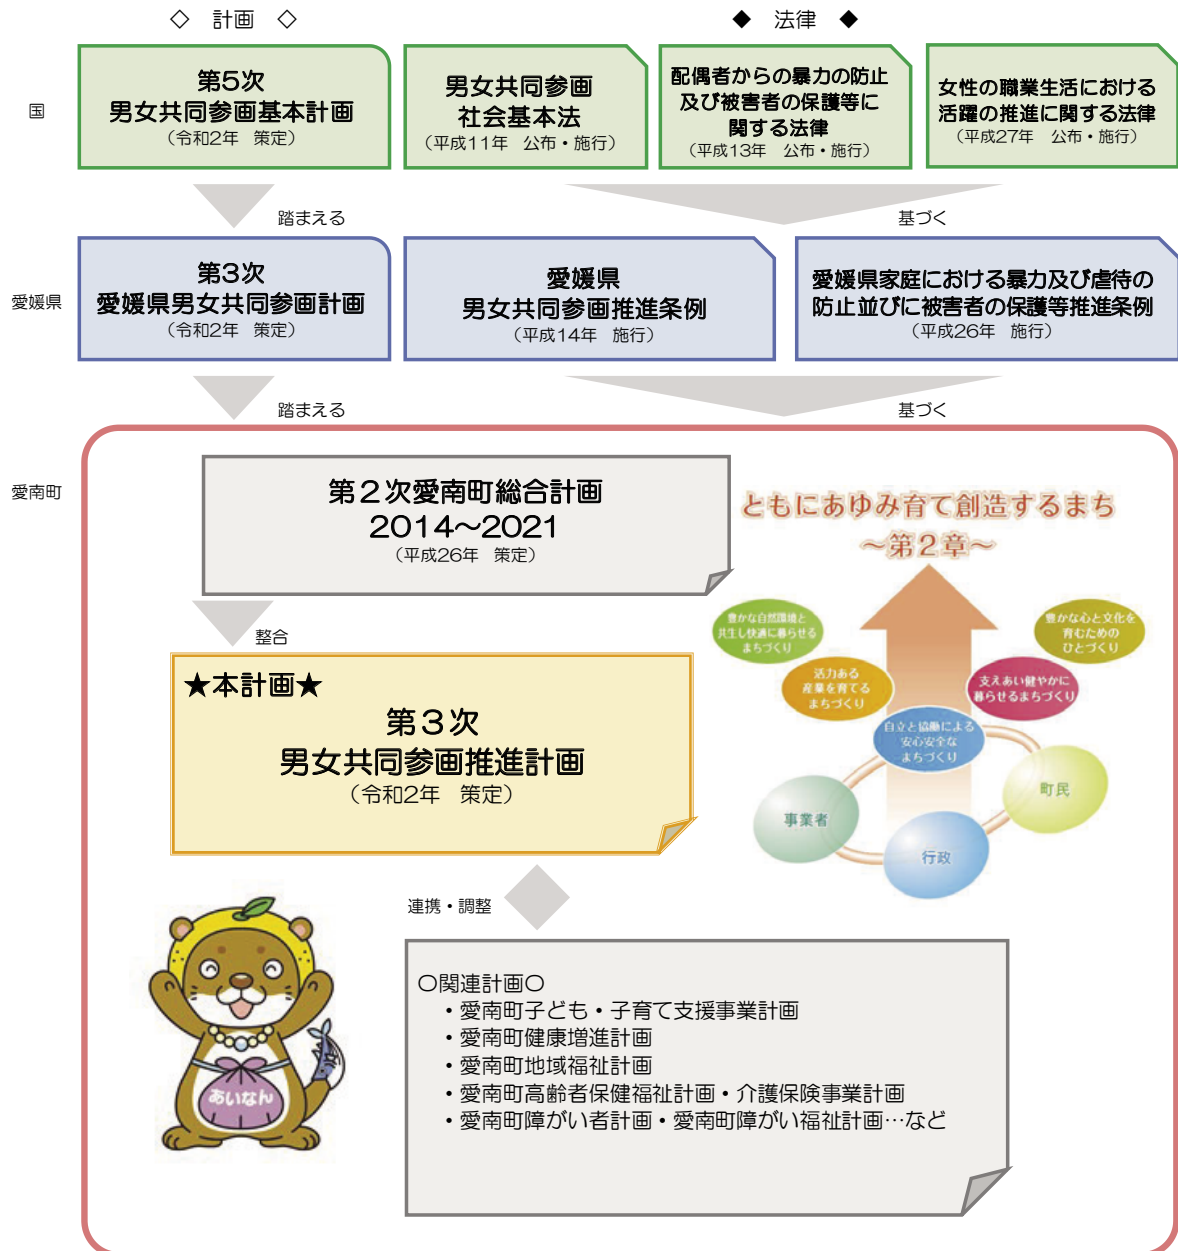 ◇　計画　◇
◆　法律　◆
国
第5次
男女共同参画基本計画
（令和2年　策定）
男女共同参画
社会基本法
（平成11年　公布・施行）
配偶者からの暴力の防止
及び被害者の保護等に
関する法律
（平成13年　公布・施行）
女性の職業生活における
活躍の推進に関する法律
（平成27年　公布・施行）
踏まえる
基づく
愛媛県
第3次
愛媛県男女共同参画計画
（令和2年　策定）
愛媛県
男女共同参画推進条例
（平成14年　施行）
愛媛県家庭における暴力及び虐待の
防止並びに被害者の保護等推進条例
（平成26年　施行）
踏まえる
基づく
愛南町
第２次愛南町総合計画
2014～2021
（平成26年　策定）
整合
★本計画★
第３次
男女共同参画推進計画
（令和2年　策定）
ともにあゆみ育て創造するまち
～第２章～
豊かな自然環境と
共生し快適に暮らせる
まちづくり
豊かな心と文化を
育むための
ひとづくり
活力ある
産業を育てる
まちづくり
支えあい健やかに
暮らせるまちづくり
自立と協働による
安心安全な
まちづくり
町民
事業者
行政
連携・調整
〇関連計画〇
・愛南町子ども・子育て支援事業計画
・愛南町健康増進計画
・愛南町地域福祉計画
・愛南町高齢者保健福祉計画・介護保険事業計画
・愛南町障がい者計画・愛南町障がい福祉計画…など
あいなん